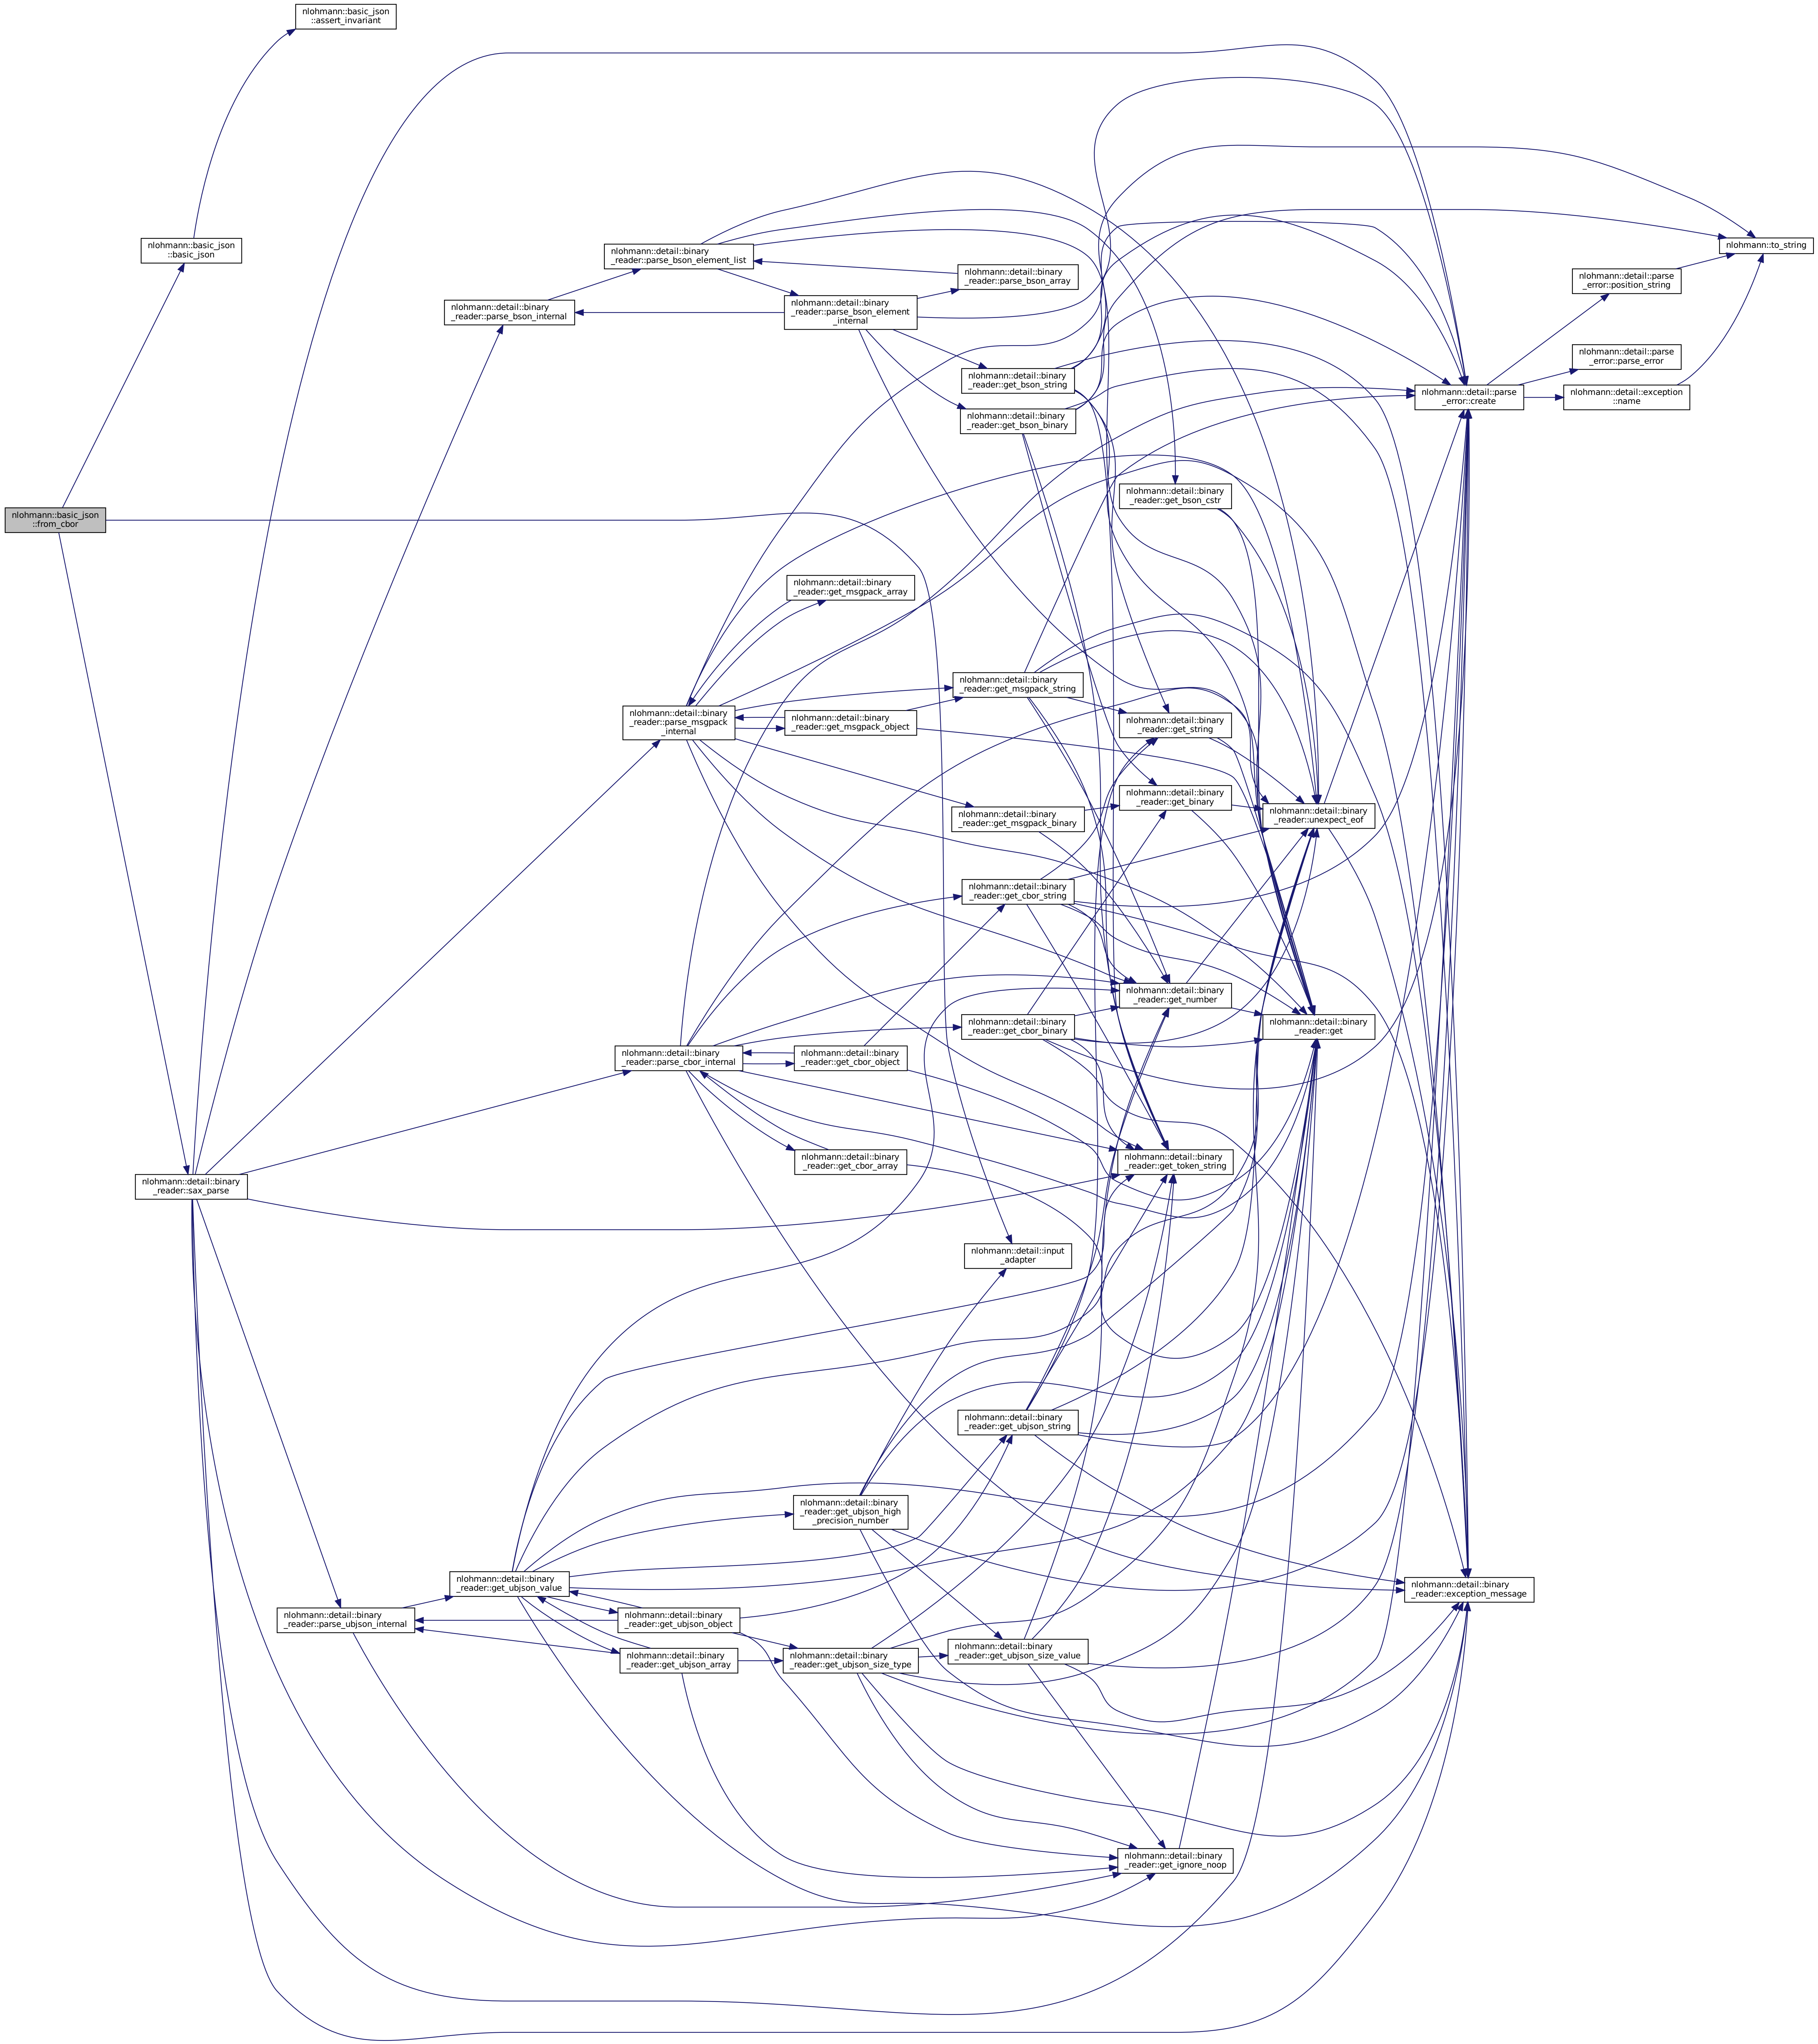 nlohmann::basic_json
::assert_invariant
nlohmann::basic_json
::basic_json
nlohmann::to_string
nlohmann::detail::binary
_reader::parse_bson_element_list
nlohmann::detail::binary
_reader::parse_bson_array
nlohmann::detail::parse
_error::position_string
nlohmann::detail::binary
_reader::parse_bson_internal
nlohmann::detail::binary
_reader::parse_bson_element
_internal
nlohmann::detail::parse
_error::parse_error
nlohmann::detail::binary
_reader::get_bson_string
nlohmann::detail::parse
_error::create
nlohmann::detail::exception
::name
nlohmann::detail::binary
_reader::get_bson_binary
nlohmann::detail::binary
_reader::get_bson_cstr
nlohmann::basic_json
::from_cbor
nlohmann::detail::binary
_reader::get_msgpack_array
nlohmann::detail::binary
_reader::get_msgpack_string
nlohmann::detail::binary
_reader::parse_msgpack
_internal
nlohmann::detail::binary
_reader::get_msgpack_object
nlohmann::detail::binary
_reader::get_string
nlohmann::detail::binary
_reader::get_binary
nlohmann::detail::binary
_reader::get_msgpack_binary
nlohmann::detail::binary
_reader::unexpect_eof
nlohmann::detail::binary
_reader::get_cbor_string
nlohmann::detail::binary
_reader::get_number
nlohmann::detail::binary
_reader::get_cbor_binary
nlohmann::detail::binary
_reader::get
nlohmann::detail::binary
_reader::parse_cbor_internal
nlohmann::detail::binary
_reader::get_cbor_object
nlohmann::detail::binary
_reader::get_cbor_array
nlohmann::detail::binary
_reader::get_token_string
nlohmann::detail::binary
_reader::sax_parse
nlohmann::detail::input
_adapter
nlohmann::detail::binary
_reader::get_ubjson_string
nlohmann::detail::binary
_reader::get_ubjson_high
_precision_number
nlohmann::detail::binary
_reader::get_ubjson_value
nlohmann::detail::binary
_reader::exception_message
nlohmann::detail::binary
_reader::parse_ubjson_internal
nlohmann::detail::binary
_reader::get_ubjson_object
nlohmann::detail::binary
_reader::get_ubjson_array
nlohmann::detail::binary
_reader::get_ubjson_size_type
nlohmann::detail::binary
_reader::get_ubjson_size_value
nlohmann::detail::binary
_reader::get_ignore_noop